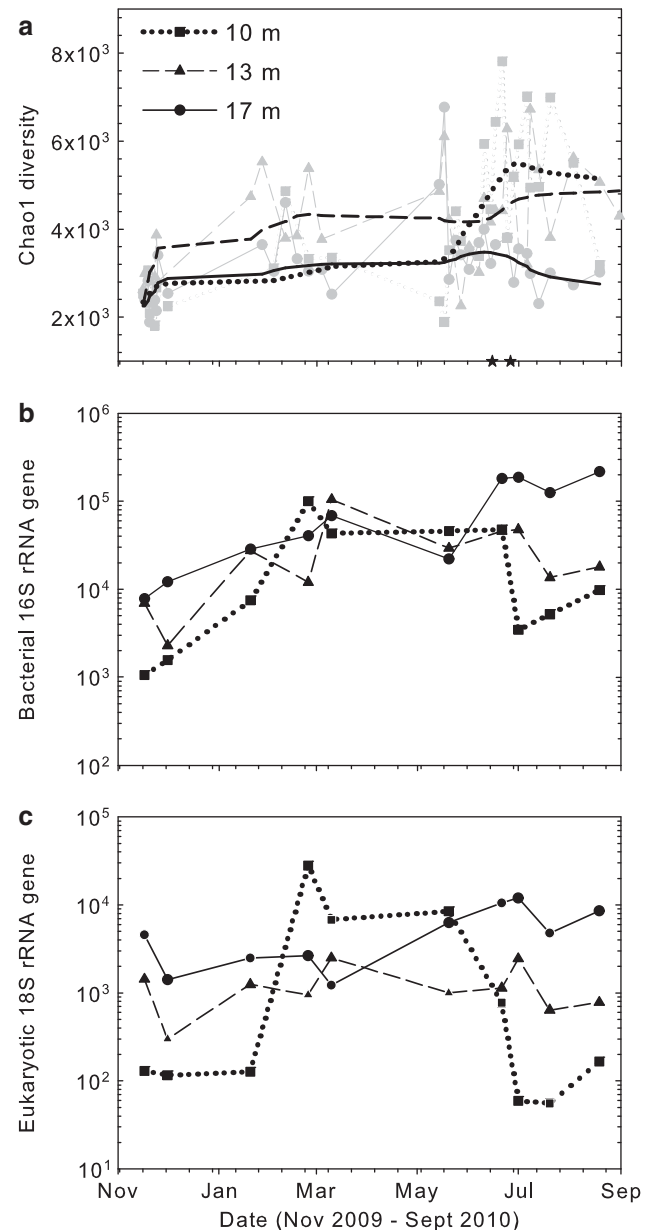 a
8x10³
6x10³
4x10³
2x10³
Chao1 diversity
10 m
13 m
17 m
b
10⁶
10⁵
10⁴
10³
10²
Bacterial 16S rRNA gene
c
10⁵
10⁴
10³
10²
10¹
Eukaryotic 18S rRNA gene
Nov Jan Mar May Jul Sep
Date (Nov 2009 - Sept 2010)